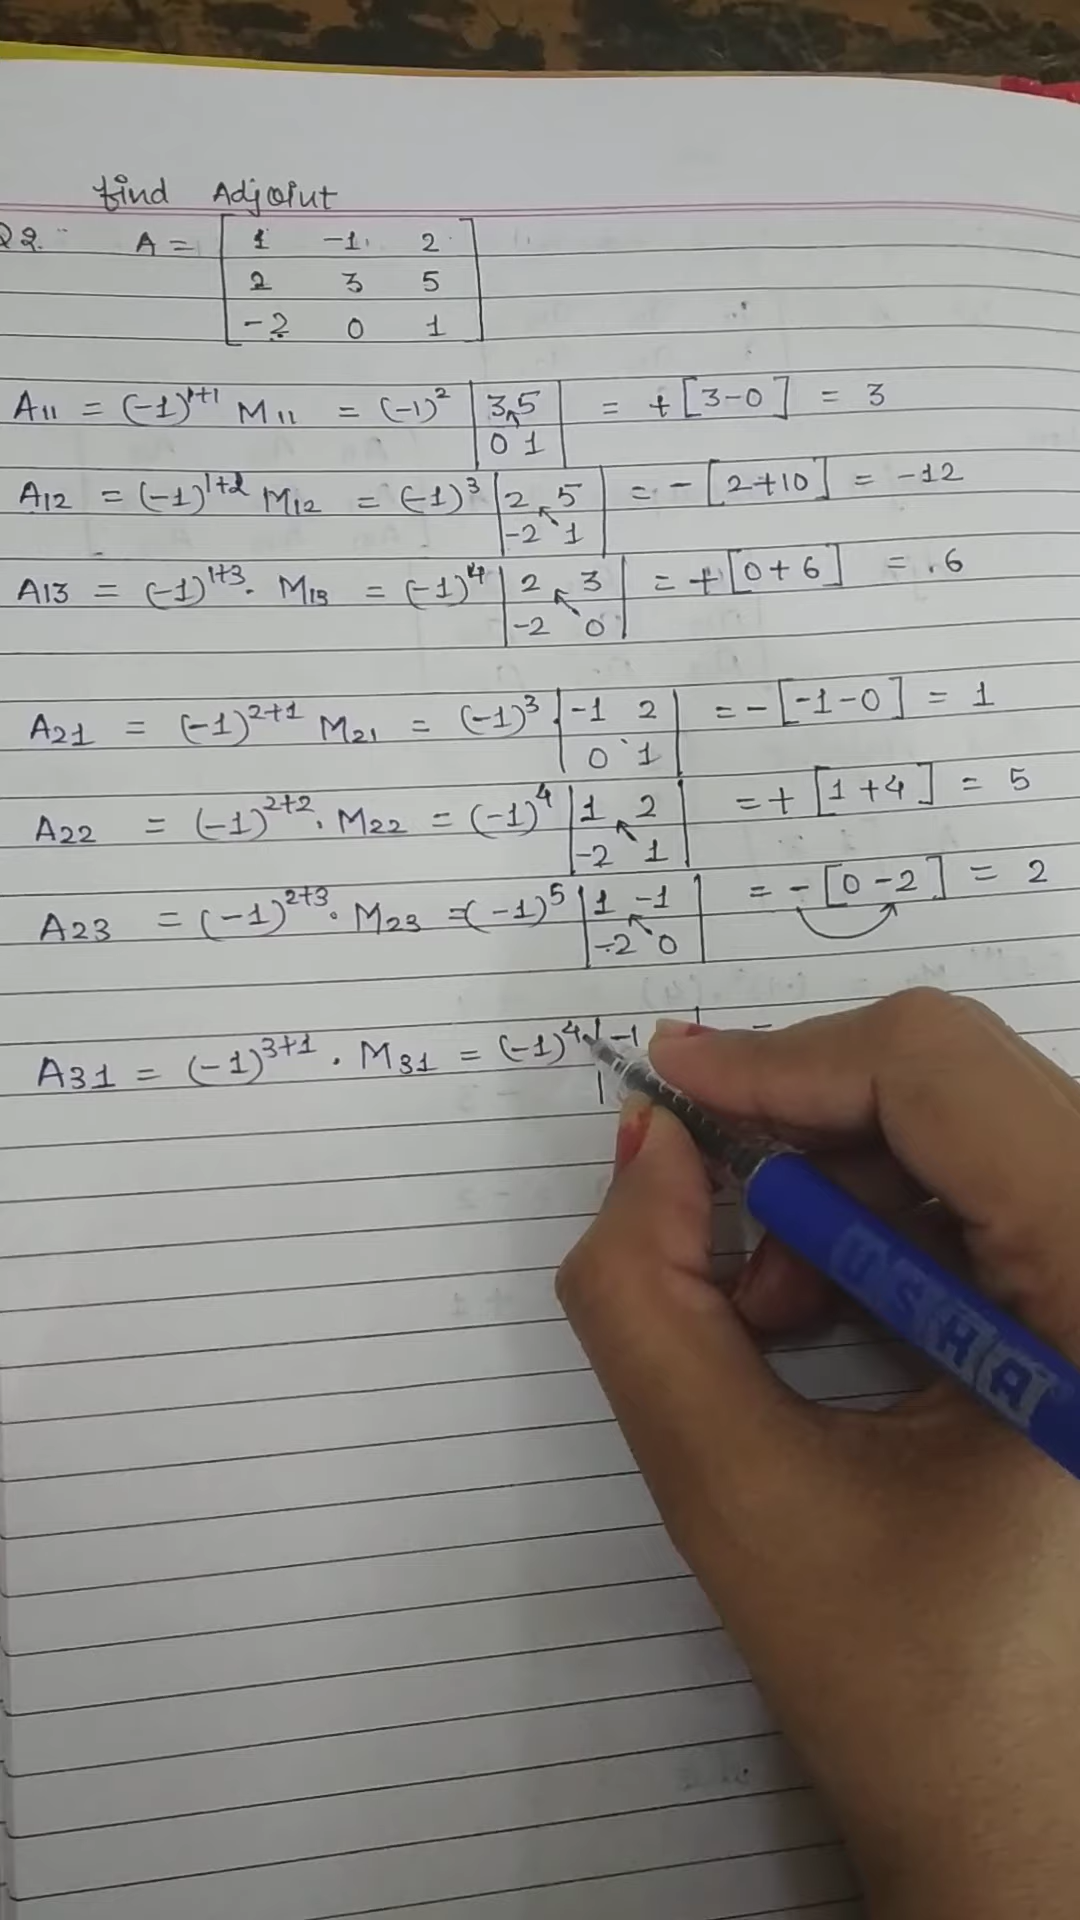 find Adjoint
Q2. A = [ 1 -1 2
2 3 5
-2 0 1 ]
A11 = (-1)^1+1 M11 = (-1)^2 | 3 5 | = +[3-0] = 3
0 1
A12 = (-1)^1+2 M12 = (-1)^3 | 2 5 | = -[2+10] = -12
-2 1
A13 = (-1)^1+3 . M13 = (-1)^4 | 2 3 | = +[0+6] = 6
-2 0
A21 = (-1)^2+1 M21 = (-1)^3 | -1 2 | = -[-1-0] = 1
0 1
A22 = (-1)^2+2 . M22 = (-1)^4 | 1 2 | = +[1+4] = 5
-2 1
A23 = (-1)^2+3 . M23 = (-1)^5 | 1 -1 | = -[0-2] = 2
-2 0
A31 = (-1)^3+1 . M31 = (-1)^4 | -1 | =